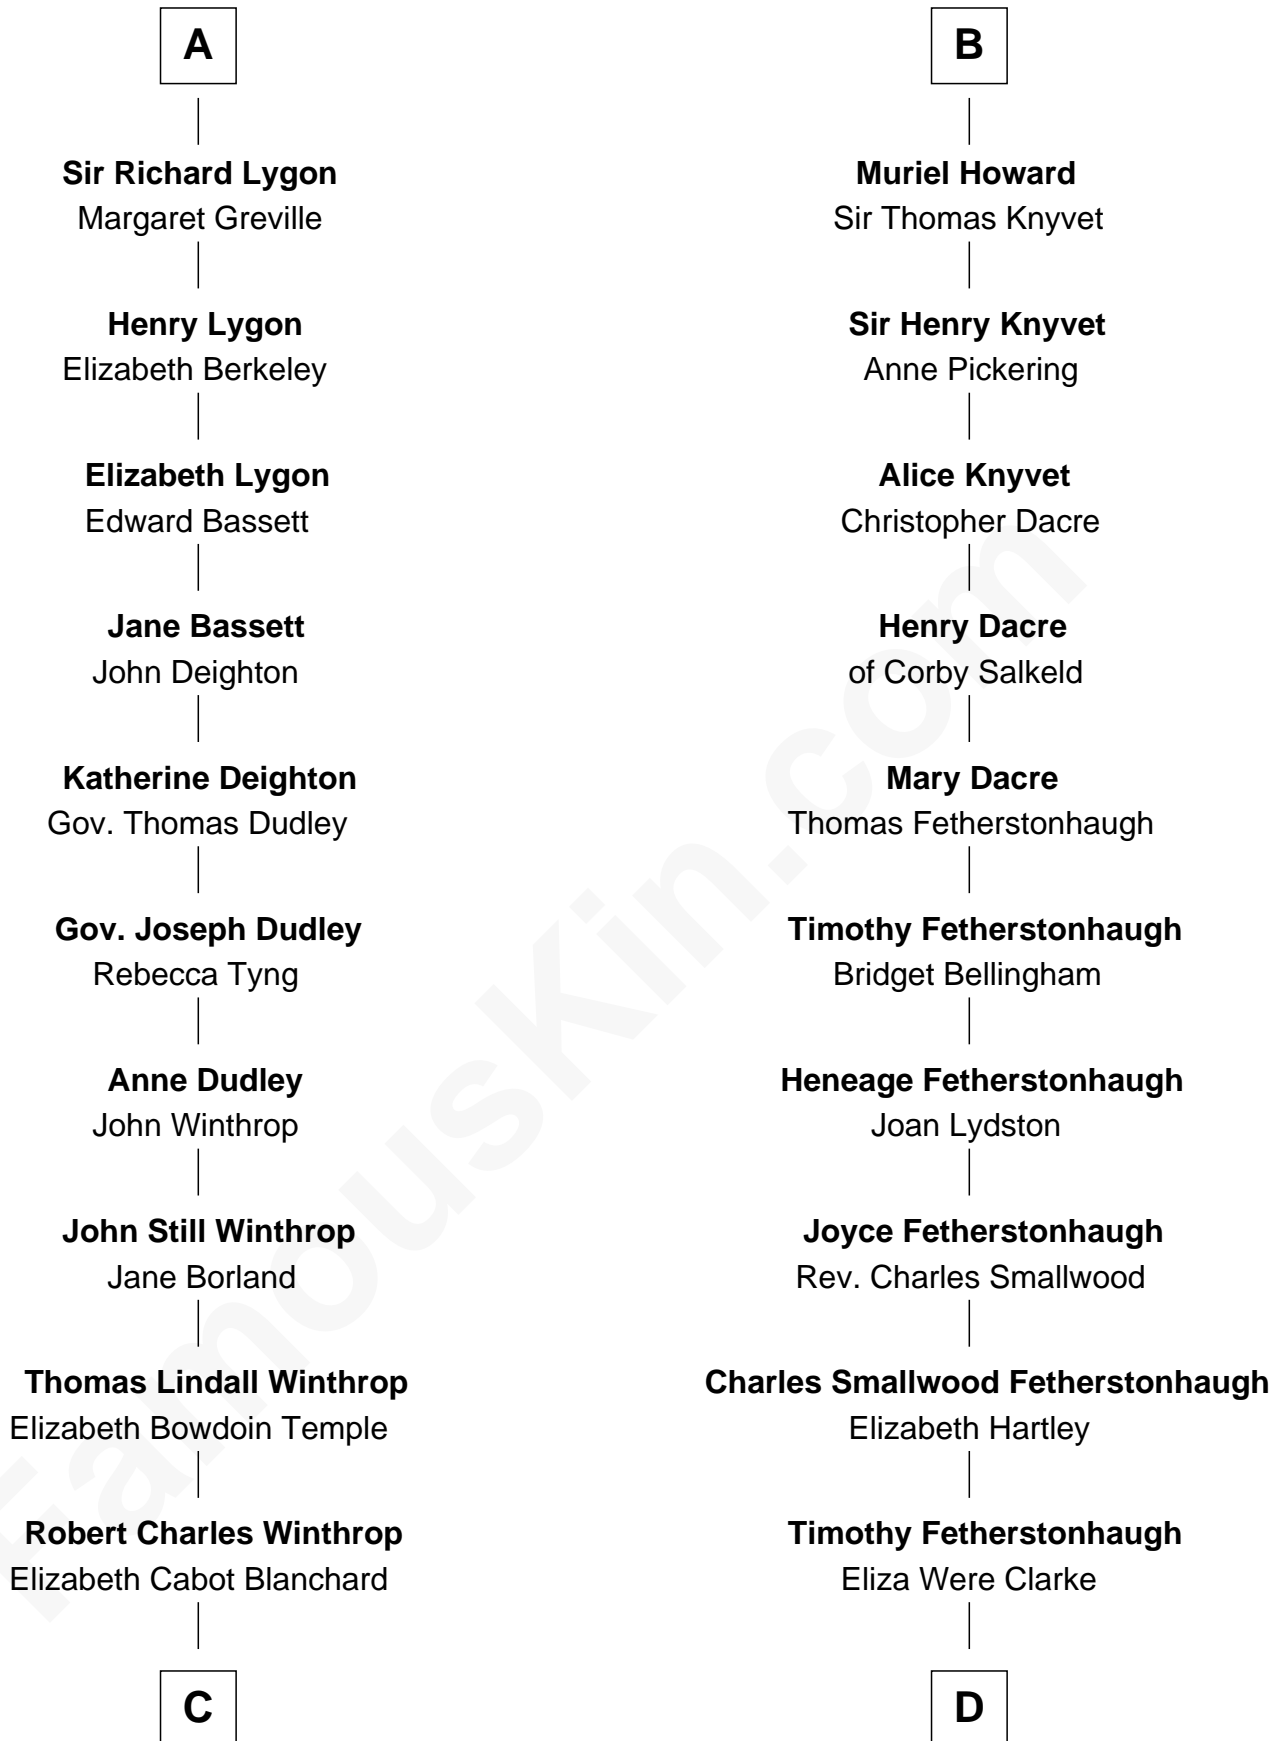 A
Sir Richard Lygon
Margaret Greville
Henry Lygon
Elizabeth Berkeley
Elizabeth Lygon
Edward Bassett
Jane Bassett
John Deighton
Katherine Deighton
Gov. Thomas Dudley
Gov. Joseph Dudley
Rebecca Tyng
Anne Dudley
John Winthrop
John Still Winthrop
Jane Borland
Thomas Lindall Winthrop
Elizabeth Bowdoin Temple
Robert Charles Winthrop
Elizabeth Cabot Blanchard
C
B
Muriel Howard
Sir Thomas Knyvet
Sir Henry Knyvet
Anne Pickering
Alice Knyvet
Christopher Dacre
Henry Dacre
of Corby Salkeld
Mary Dacre
Thomas Fetherstonhaugh
Timothy Fetherstonhaugh
Bridget Bellingham
Heneage Fetherstonhaugh
Joan Lydston
Joyce Fetherstonhaugh
Rev. Charles Smallwood
Charles Smallwood Fetherstonhaugh
Elizabeth Hartley
Timothy Fetherstonhaugh
Eliza Were Clarke
D
FamousKin.com